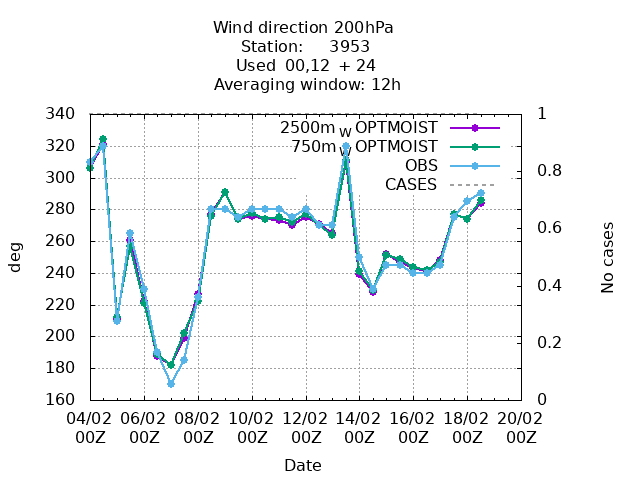 Wind direction 200hPa
Station: 3953
Used 00,12 + 24
Averaging window: 12h
340
320
300
280
260
240
220
200
180
160
1
0.8
0.6
0.4
0.2
0
2500m W OPTMOIST
750m W OPTMOIST
OBS
CASES
deg
No cases
04/02 06/02 08/02 10/02 12/02 14/02 16/02 18/02 20/02
00Z 00Z 00Z 00Z 00Z 00Z 00Z 00Z 00Z
Date